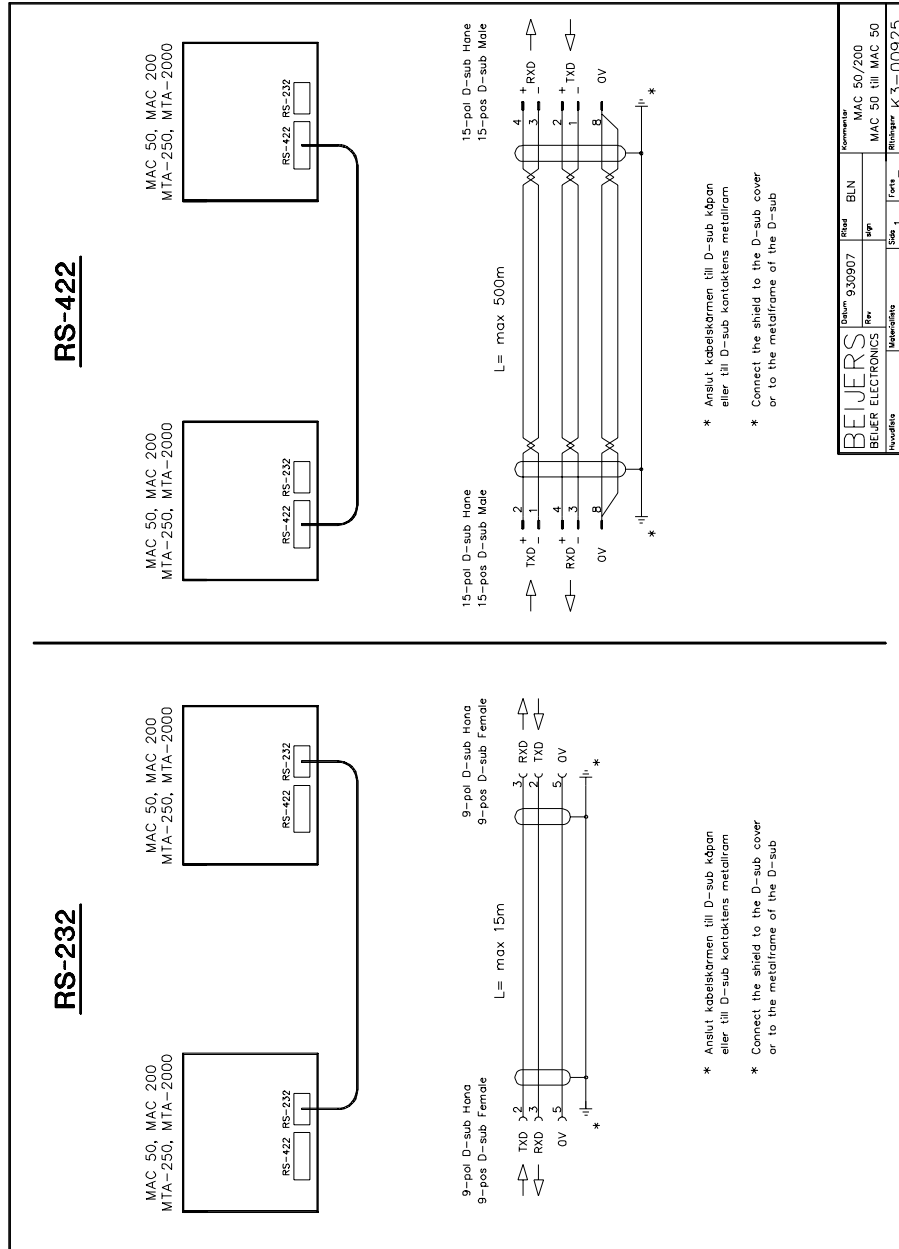 RS-232
MAC 50, MAC 200
MTA-250, MTA-2000
RS-422
RS-232
MAC 50, MAC 200
MTA-250, MTA-2000
RS-422
RS-232
9-pol D-sub Hona
9-pos D-sub Female
9-pol D-sub Hona
9-pos D-sub Female
L= max 15m
TXD 2
3 RXD
RXD 3
2 TXD
0V 5
5 0V
*
*
* Anslut kabelskärmen till D-sub kåpan
eller till D-sub kontaktens metallram
* Connect the shield to the D-sub cover
or to the metalframe of the D-sub
RS-422
MAC 50, MAC 200
MTA-250, MTA-2000
RS-422
RS-232
MAC 50, MAC 200
MTA-250, MTA-2000
RS-422
RS-232
15-pol D-sub Hane
15-pos D-sub Male
15-pol D-sub Hane
15-pos D-sub Male
L= max 500m
TXD + 2
- 1
4 + RXD
3 -
RXD + 4
- 3
2 + TXD
1 -
0V 8
8 0V
*
*
* Anslut kabelskärmen till D-sub kåpan
eller till D-sub kontaktens metallram
* Connect the shield to the D-sub cover
or to the metalframe of the D-sub
BEIJERS
BEIJER ELECTRONICS
Datum 930907
Ritad BLN
Kommentar
MAC 50/200
MAC 50 till MAC 50
Rev
sign
Huvudlista
Materiallista
Sida 1
Forts -
Ritningsnr K3-00925